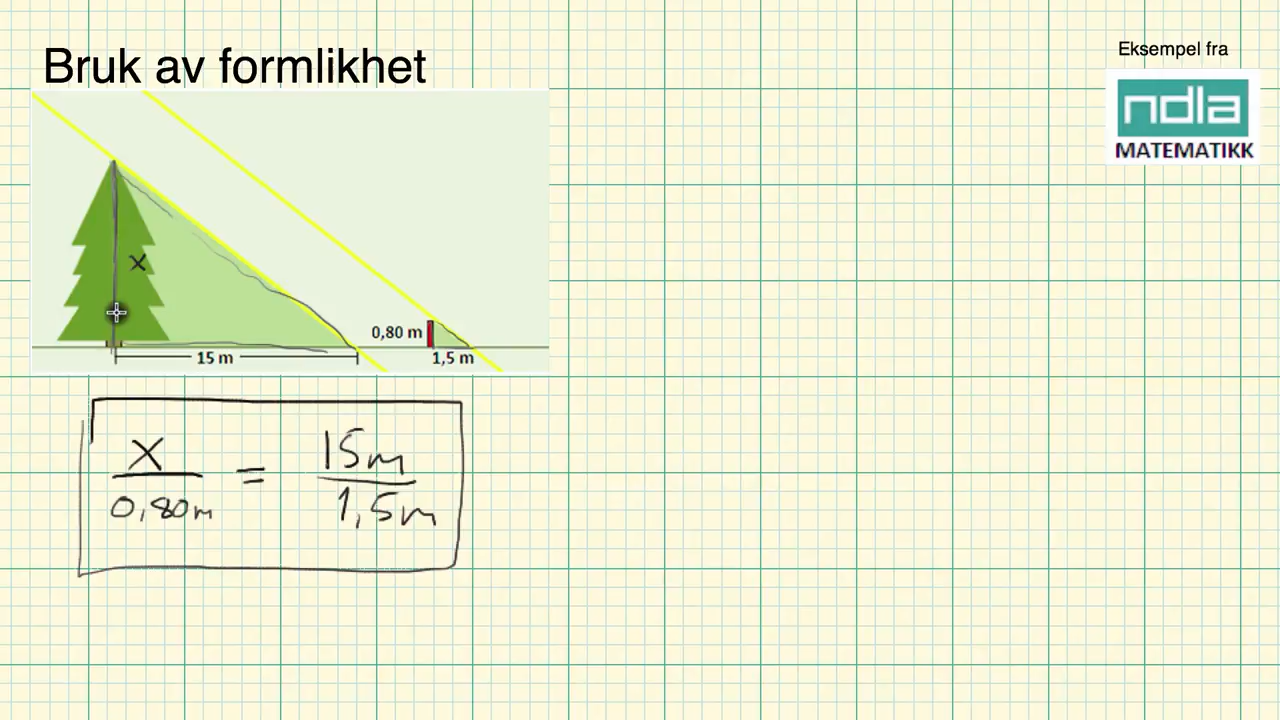 Bruk av formlikhet
Eksempel fra
ndla
MATEMATIKK
x
0,80 m
15 m
1,5 m
x = 15m
0,80m 1,5m